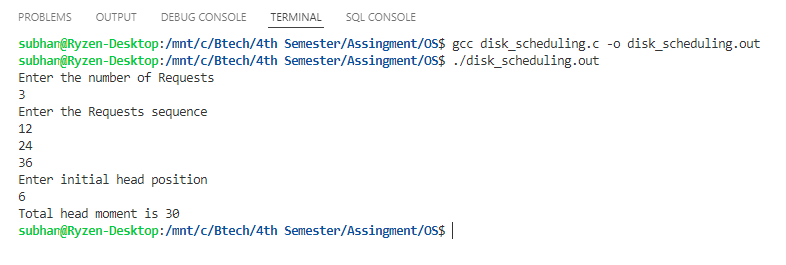 PROBLEMS OUTPUT DEBUG CONSOLE TERMINAL SQL CONSOLE
subhan@Ryzen-Desktop:/mnt/c/Btech/4th Semester/Assingment/OS$ gcc disk_scheduling.c -o disk_scheduling.out
subhan@Ryzen-Desktop:/mnt/c/Btech/4th Semester/Assingment/OS$ ./disk_scheduling.out
Enter the number of Requests
3
Enter the Requests sequence
12
24
36
Enter initial head position
6
Total head moment is 30
subhan@Ryzen-Desktop:/mnt/c/Btech/4th Semester/Assingment/OS$